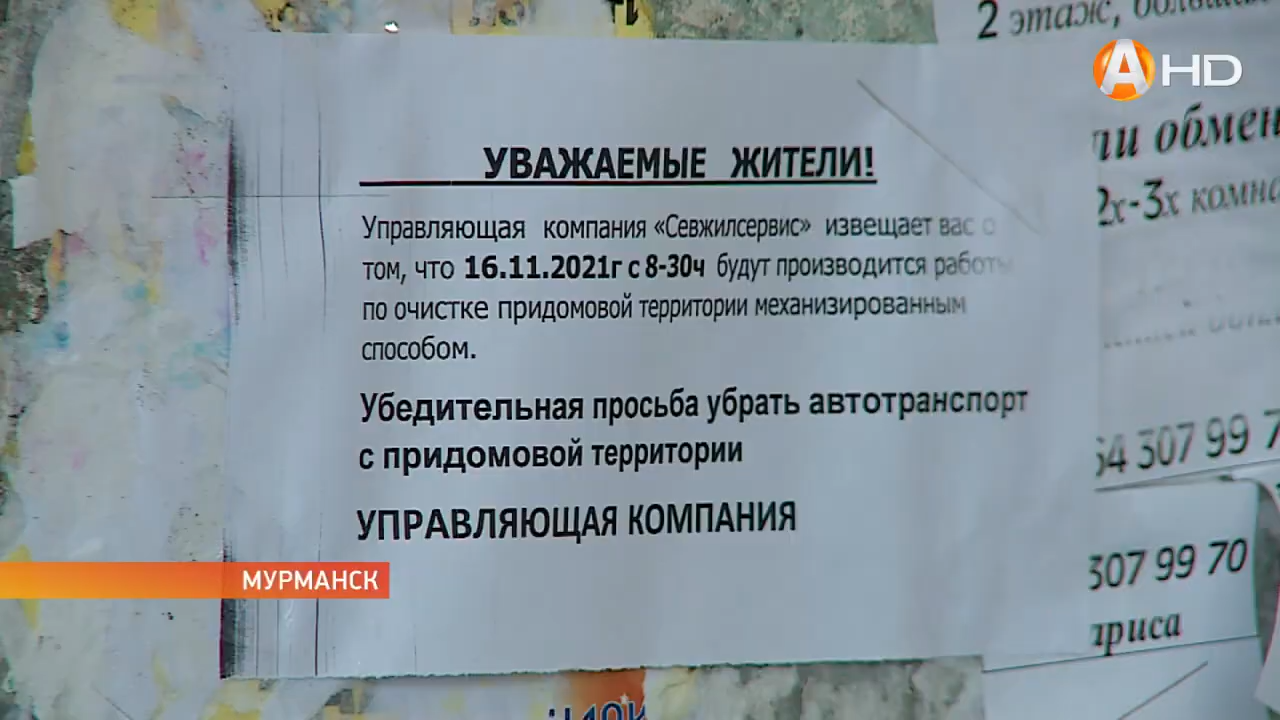 2 этаж,
А HD
УВАЖАЕМЫЕ ЖИТЕЛИ!
Управляющая компания «Севжилсервис» извещает вас о
том, что 16.11.2021г с 8-30ч будут производится работы
по очистке придомовой территории механизированным
способом.
Убедительная просьба убрать автотранспорт
с придомовой территории
УПРАВЛЯЮЩАЯ КОМПАНИЯ
МУРМАНСК
ли обмен
2х-3х комна
64 307 99 7
307 99 70
ариса